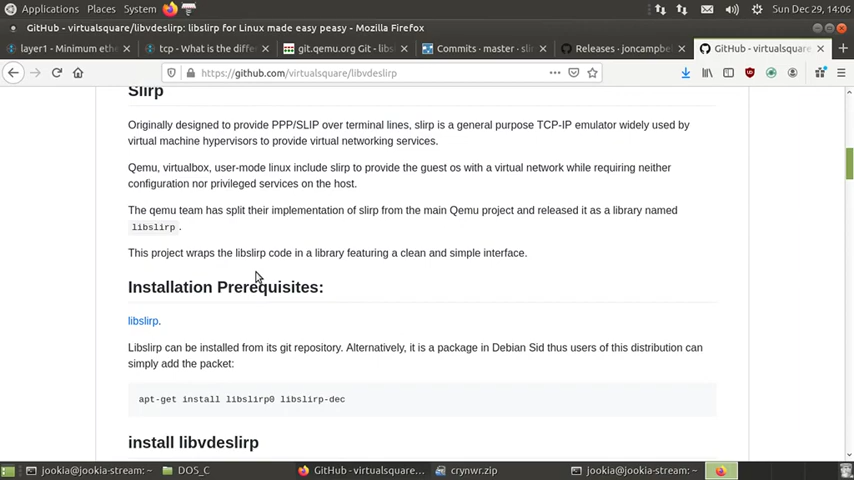 Applications Places System Sun Dec 29, 14:06
GitHub - virtualsquare/libvdeslirp: libslirp for Linux made easy peasy - Mozilla Firefox
layer1 - Minimum ethe
tcp - What is the differ
git.qemu.org Git - libs
Commits · master · slir
Releases · joncampbel
GitHub - virtualsquare
https://github.com/virtualsquare/libvdeslirp
Slirp
Originally designed to provide PPP/SLIP over terminal lines, slirp is a general purpose TCP-IP emulator widely used by
virtual machine hypervisors to provide virtual networking services.
Qemu, virtualbox, user-mode linux include slirp to provide the guest os with a virtual network while requiring neither
configuration nor privileged services on the host.
The qemu team has split their implementation of slirp from the main Qemu project and released it as a library named
libslirp.
This project wraps the libslirp code in a library featuring a clean and simple interface.
Installation Prerequisites:
libslirp.
Libslirp can be installed from its git repository. Alternatively, it is a package in Debian Sid thus users of this distribution can
simply add the packet:
apt-get install libslirp0 libslirp-dec
install libvdeslirp
jookia@jookia-stream: ~ DOS_C GitHub - virtualsquare... crynwr.zip jookia@jookia-stream: ~